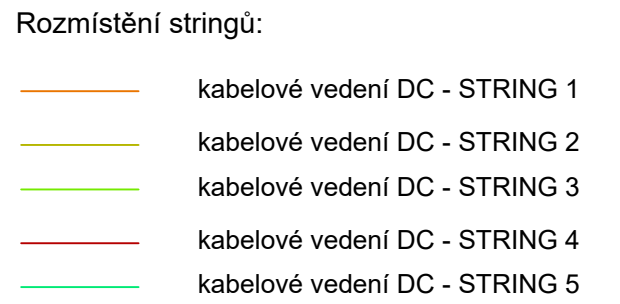 Rozmístění stringů:
kabelové vedení DC - STRING 1
kabelové vedení DC - STRING 2
kabelové vedení DC - STRING 3
kabelové vedení DC - STRING 4
kabelové vedení DC - STRING 5